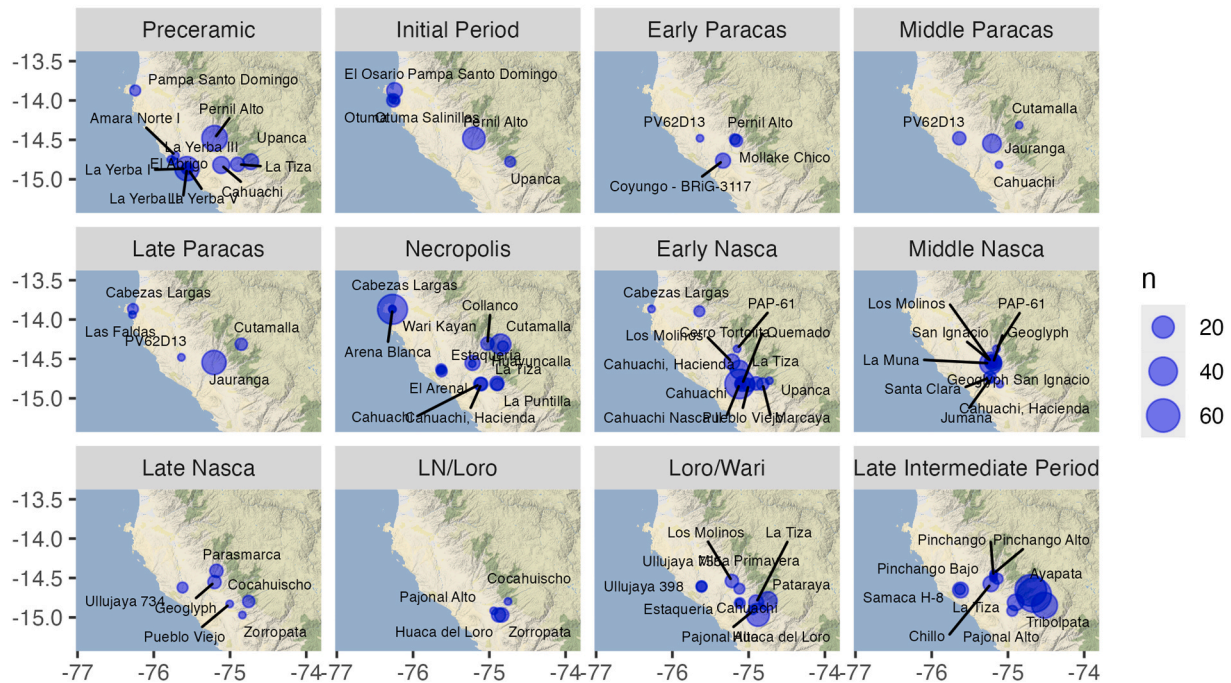 Preceramic
Initial Period
Early Paracas
Middle Paracas
-13.5
-14.0
-14.5
-15.0
Pampa Santo Domingo
Pernil Alto
Amara Norte I
Upanca
La Yerba III
El Abrigo
La Yerba I
La Tiza
Cahuachi
La Yerba II
La Yerba V
El Osario
Pampa Santo Domingo
Otuma
Otuma Salinillas
Pernil Alto
Upanca
PV62D13
Pernil Alto
Mollake Chico
Coyungo - BRiG-3117
Cutamalla
PV62D13
Jauranga
Cahuachi
Late Paracas
Necropolis
Early Nasca
Middle Nasca
-13.5
-14.0
-14.5
-15.0
Cabezas Largas
Las Faldas
PV62D13
Cutamalla
Jauranga
Cabezas Largas
Collanco
Wari Kayan
Cutamalla
Arena Blanca
Estaqueria
Huayuncalla
La Tiza
El Arenal
La Puntilla
Cahuachi
Cahuachi, Hacienda
Cabezas Largas
PAP-61
Los Molinos
Cerro Tortolita
Quemado
Cahuachi, Hacienda
La Tiza
Cahuachi
Upanca
Cahuachi Nasca II
Pueblo Viejo
Marcaya
Los Molinos
PAP-61
San Ignacio
Geoglyph
La Muna
Geoglyph San Ignacio
Santa Clara
Cahuachi, Hacienda
Jumana
n
20
40
60
Late Nasca
LN/Loro
Loro/Wari
Late Intermediate Period
-13.5
-14.0
-14.5
-15.0
Parasmarca
Cocahuischo
Ullujaya 734
Geoglyph
Pueblo Viejo
Zorropata
Cocahuischo
Pajonal Alto
Huaca del Loro
Zorropata
Los Molinos
La Tiza
Primavera
Ullujaya 398
Pataraya
Estaqueria
Cahuachi
Pajonal Alto
Huaca del Loro
Pinchango
Pinchango Alto
Pinchango Bajo
Ayapata
Samaca H-8
La Tiza
Tribolpata
Chillo
Pajonal Alto
-77 -76 -75 -74
-77 -76 -75 -74
-77 -76 -75 -74
-77 -76 -75 -74